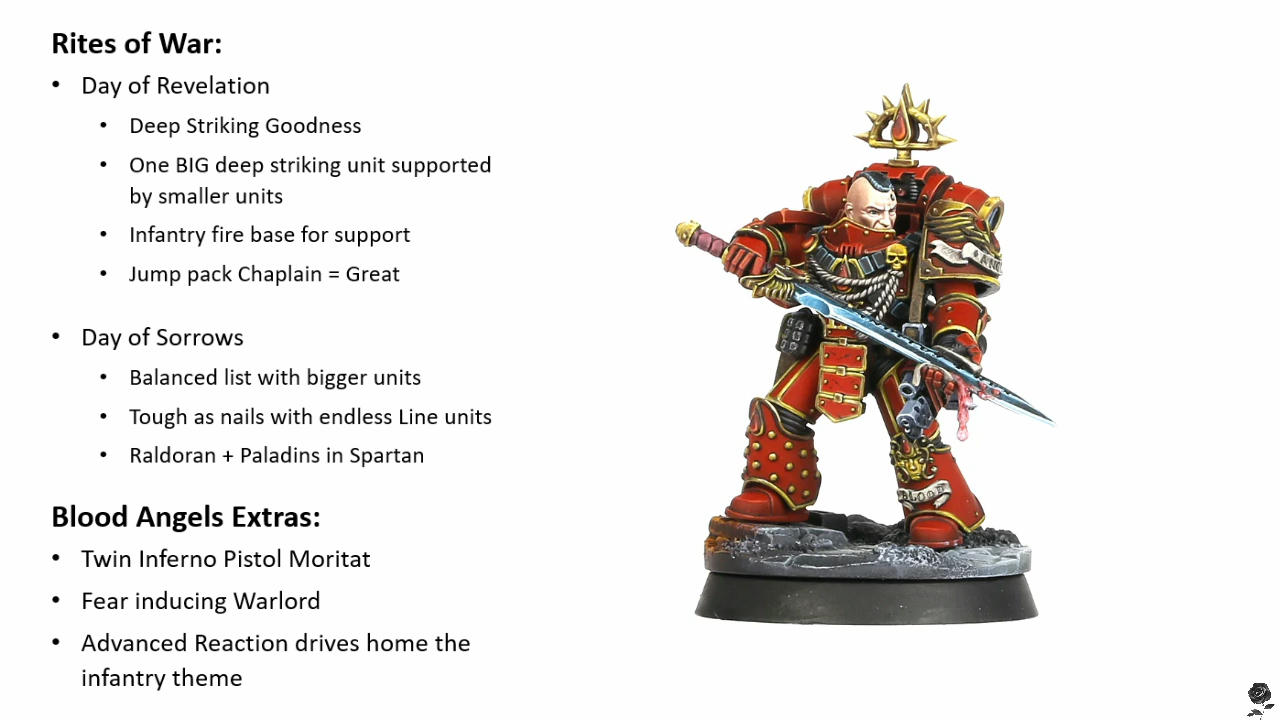 Rites of War:
• Day of Revelation
• Deep Striking Goodness
• One BIG deep striking unit supported
by smaller units
• Infantry fire base for support
• Jump pack Chaplain = Great
• Day of Sorrows
• Balanced list with bigger units
• Tough as nails with endless Line units
• Raldoran + Paladins in Spartan
Blood Angels Extras:
• Twin Inferno Pistol Moritat
• Fear inducing Warlord
• Advanced Reaction drives home the
infantry theme
BLOOD